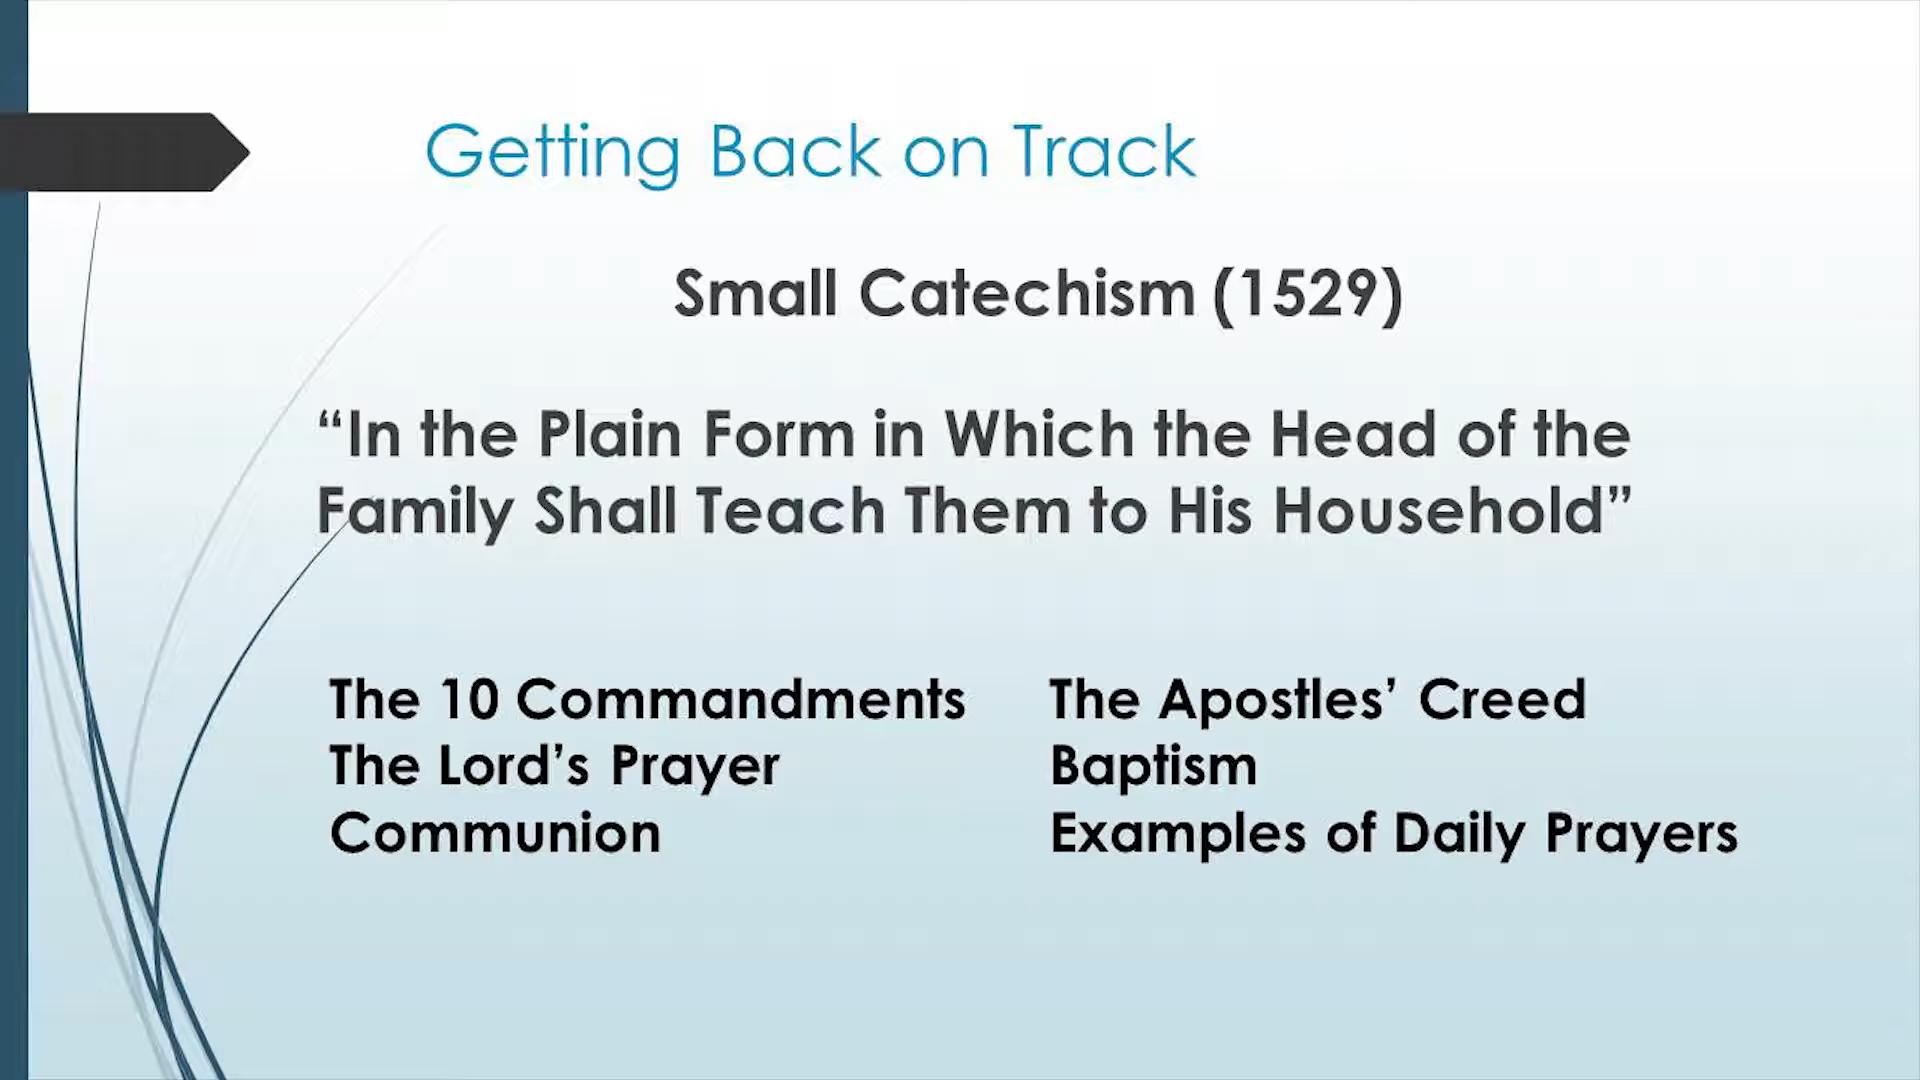 Getting Back on Track
Small Catechism (1529)
“In the Plain Form in Which the Head of the
Family Shall Teach Them to His Household”
The 10 Commandments
The Lord’s Prayer
Communion
The Apostles’ Creed
Baptism
Examples of Daily Prayers